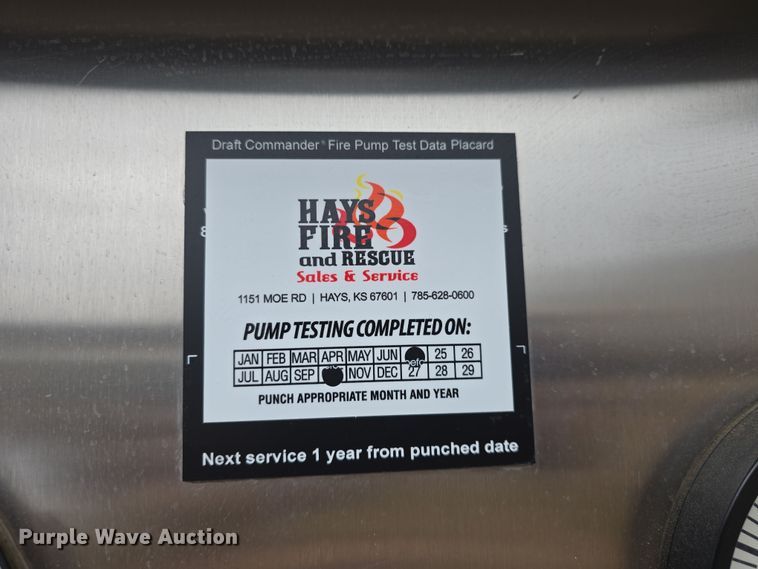 Draft Commander® Fire Pump Test Data Placard
HAYS
FIRE
and RESCUE
Sales & Service
1151 MOE RD | HAYS, KS 67601 | 785-628-0600
PUMP TESTING COMPLETED ON:
JAN FEB MAR APR MAY JUN 25 26
JUL AUG SEP NOV DEC 27 28 29
PUNCH APPROPRIATE MONTH AND YEAR
Next service 1 year from punched date
Purple Wave Auction